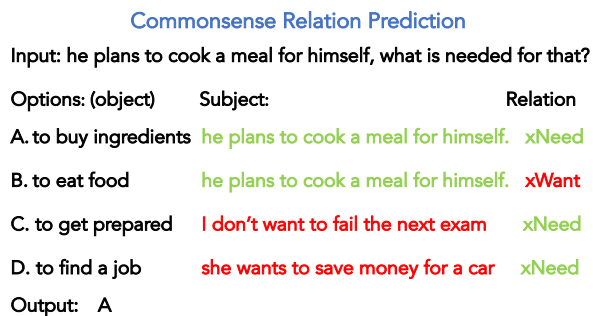 Commonsense Relation Prediction
Input: he plans to cook a meal for himself, what is needed for that?
Options: (object) Subject: Relation
A. to buy ingredients he plans to cook a meal for himself. xNeed
B. to eat food he plans to cook a meal for himself. xWant
C. to get prepared I don’t want to fail the next exam xNeed
D. to find a job she wants to save money for a car xNeed
Output: A